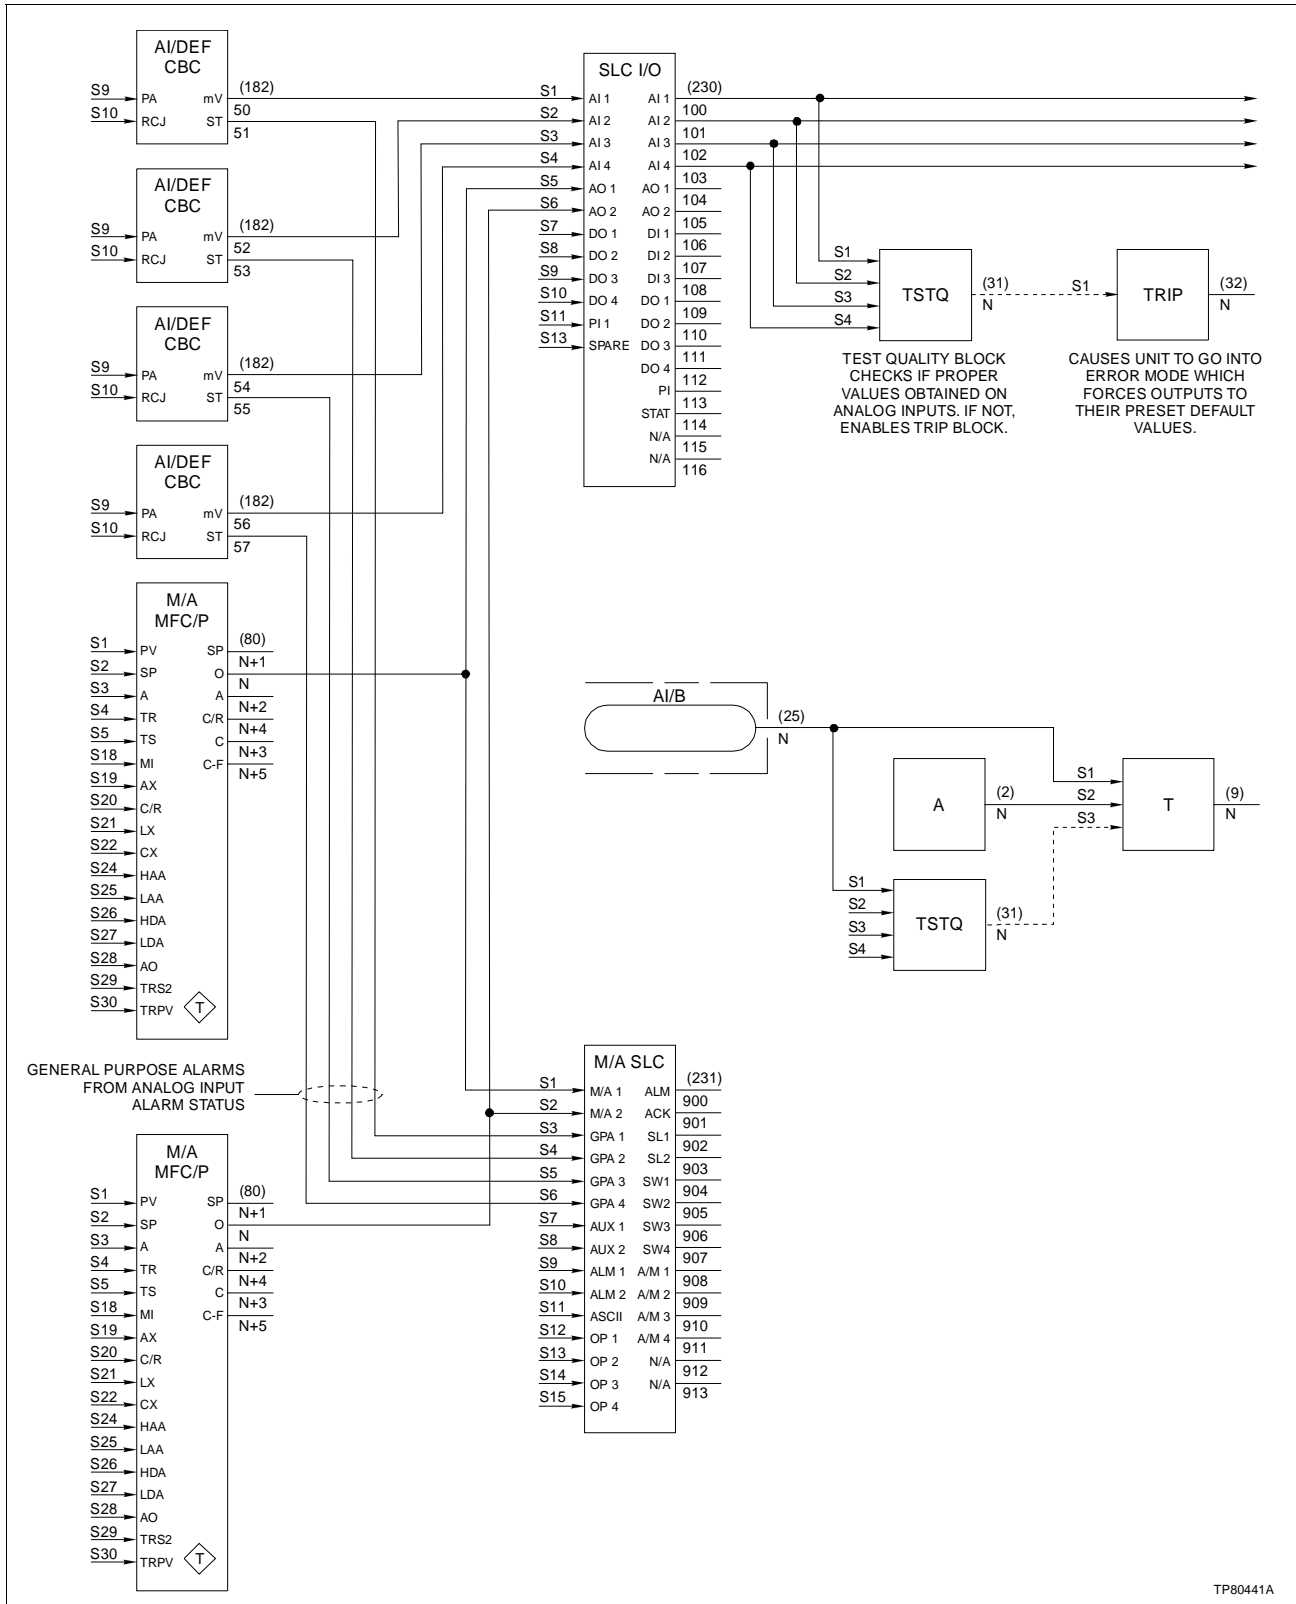 AI/DEF
CBC
S9 PA mV (182)
50
S10 RCJ ST
51
AI/DEF
CBC
S9 PA mV (182)
52
S10 RCJ ST
53
AI/DEF
CBC
S9 PA mV (182)
54
S10 RCJ ST
55
AI/DEF
CBC
S9 PA mV (182)
56
S10 RCJ ST
57
M/A
MFC/P
S1 PV SP (80)
N+1
S2 SP O
N
S3 A A
N+2
S4 TR C/R
N+4
S5 TS C
N+3
S18 MI C-F
N+5
S19 AX
S20 C/R
S21 LX
S22 CX
S24 HAA
S25 LAA
S26 HDA
S27 LDA
S28 AO
S29 TRS2
S30 TRPV
T
GENERAL PURPOSE ALARMS
FROM ANALOG INPUT
ALARM STATUS
M/A
MFC/P
S1 PV SP (80)
N+1
S2 SP O
N
S3 A A
N+2
S4 TR C/R
N+4
S5 TS C
N+3
S18 MI C-F
N+5
S19 AX
S20 C/R
S21 LX
S22 CX
S24 HAA
S25 LAA
S26 HDA
S27 LDA
S28 AO
S29 TRS2
S30 TRPV
T
SLC I/O
S1 AI 1 AI 1 (230)
100
S2 AI 2 AI 2
101
S3 AI 3 AI 3
102
S4 AI 4 AI 4
103
S5 AO 1 AO 1
104
S6 AO 2 AO 2
105
S7 DO 1 DI 1
106
S8 DO 2 DI 2
107
S9 DO 3 DI 3
108
S10 DO 4 DO 1
109
S11 PI 1 DO 2
110
S13 SPARE DO 3
111
DO 4
112
PI
113
STAT
114
N/A
115
N/A
116
S1
S2
S3
S4
TSTQ
(31)
N
TEST QUALITY BLOCK
CHECKS IF PROPER
VALUES OBTAINED ON
ANALOG INPUTS. IF NOT,
ENABLES TRIP BLOCK.
S1
TRIP
(32)
N
CAUSES UNIT TO GO INTO
ERROR MODE WHICH
FORCES OUTPUTS TO
THEIR PRESET DEFAULT
VALUES.
AI/B
(25)
N
A
(2)
N
S1
S2
S3
T
(9)
N
S1
S2
S3
S4
TSTQ
(31)
N
M/A SLC
S1 M/A 1 ALM (231)
900
S2 M/A 2 ACK
901
S3 GPA 1 SL1
902
S4 GPA 2 SL2
903
S5 GPA 3 SW1
904
S6 GPA 4 SW2
905
S7 AUX 1 SW3
906
S8 AUX 2 SW4
907
S9 ALM 1 A/M 1
908
S10 ALM 2 A/M 2
909
S11 ASCII A/M 3
910
S12 OP 1 A/M 4
911
S13 OP 2 N/A
912
S14 OP 3 N/A
913
S15 OP 4
TP80441A